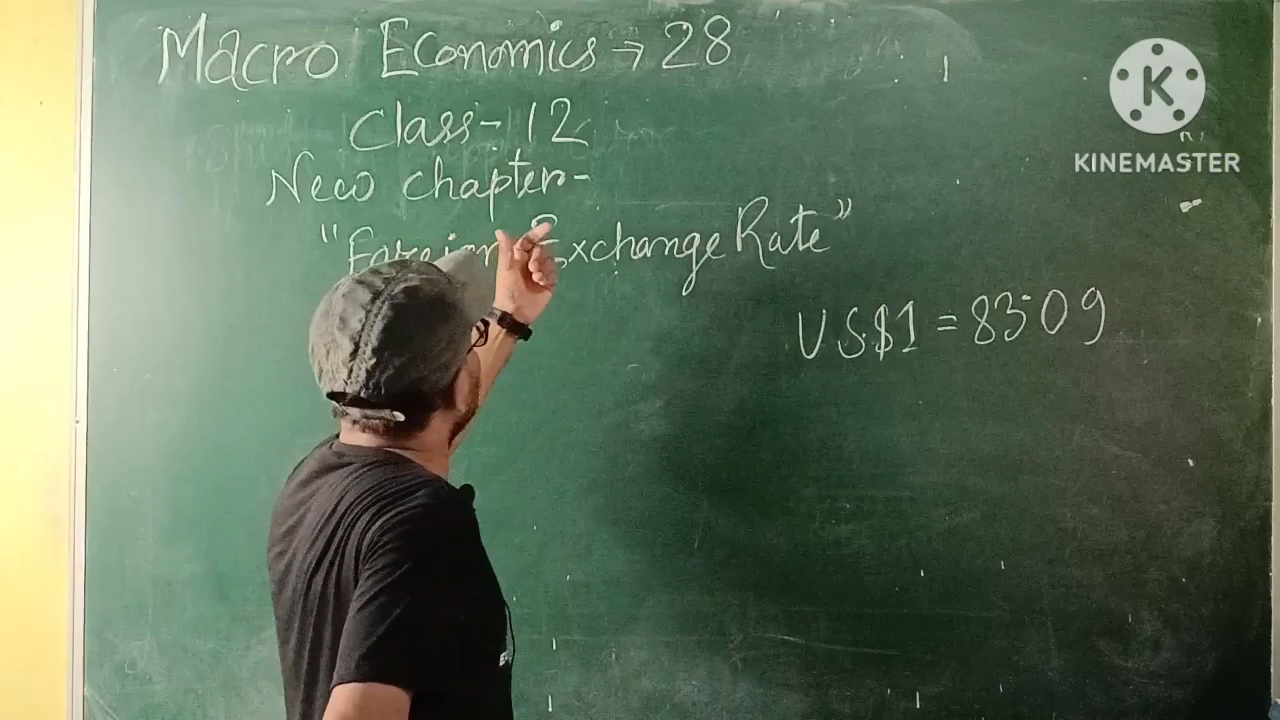 Macro Economics → 28
Class - 12
New chapter -
"Foreign Exchange Rate"
US$1 = 83.09
K
KINEMASTER